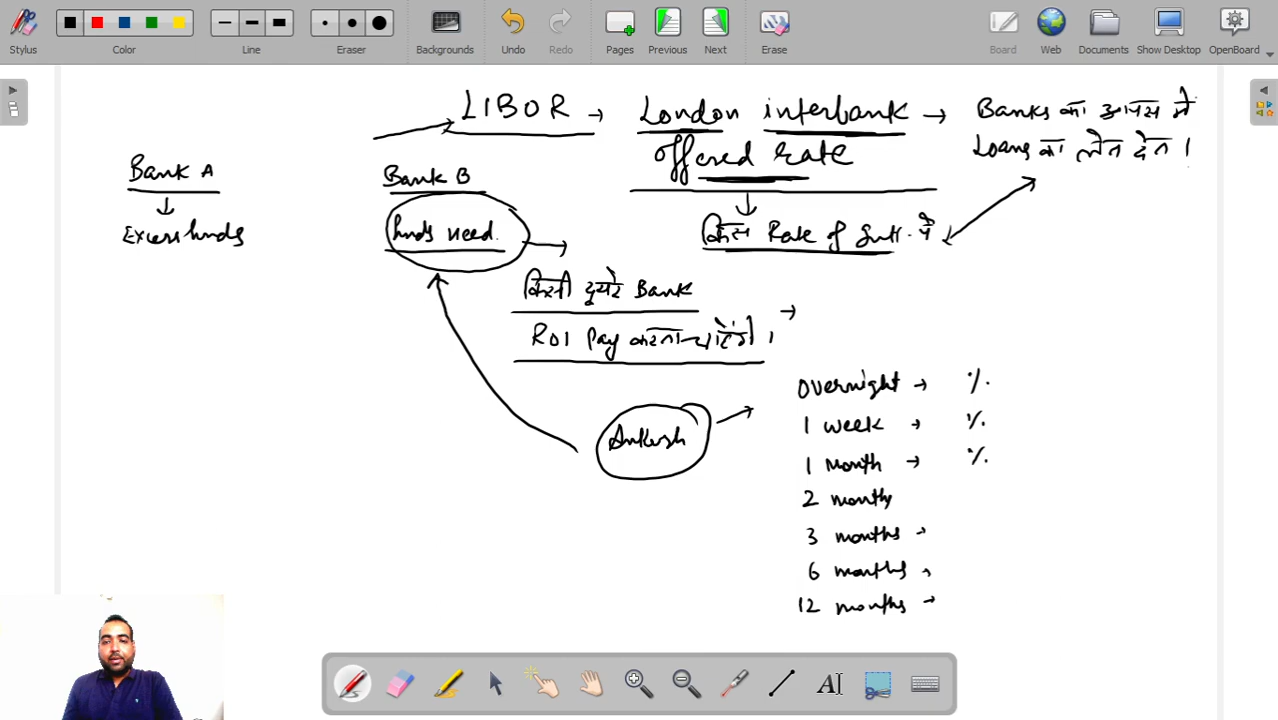 Stylus
Color
Line
Eraser
Backgrounds
Undo
Redo
Pages
Previous
Next
Erase
Board
Web
Documents
Show Desktop
OpenBoard
LIBOR → London interbank → Banks का आपस में
offered rate
Loans का लेन देन ।
Bank A
Excess funds
Bank B
funds need.
किस Rate of Intt. पे
किसी दूसरे Bank
ROI Pay करना चाहेंगे ।
Ankush
overnight → %.
1 week → %.
1 Month → %.
2 months
3 months
6 months
12 months
AI